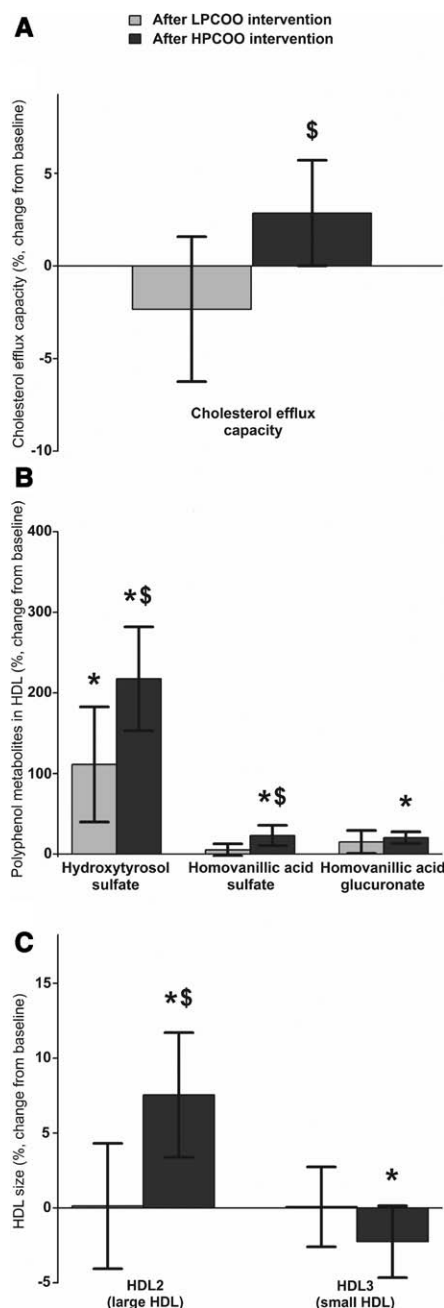 A
After LPCOO intervention
After HPCOO intervention
Cholesterol efflux capacity (%, change from baseline)
5
0
-5
-10
$
Cholesterol efflux
capacity
B
Polyphenol metabolites in HDL (%, change from baseline)
400
300
200
100
0
*
*$
*$
*
Hydroxytyrosol
sulfate
Homovanillic acid
sulfate
Homovanillic acid
glucuronate
C
HDL size (%, change from baseline)
15
10
5
0
-5
*$
*
HDL2
(large HDL)
HDL3
(small HDL)